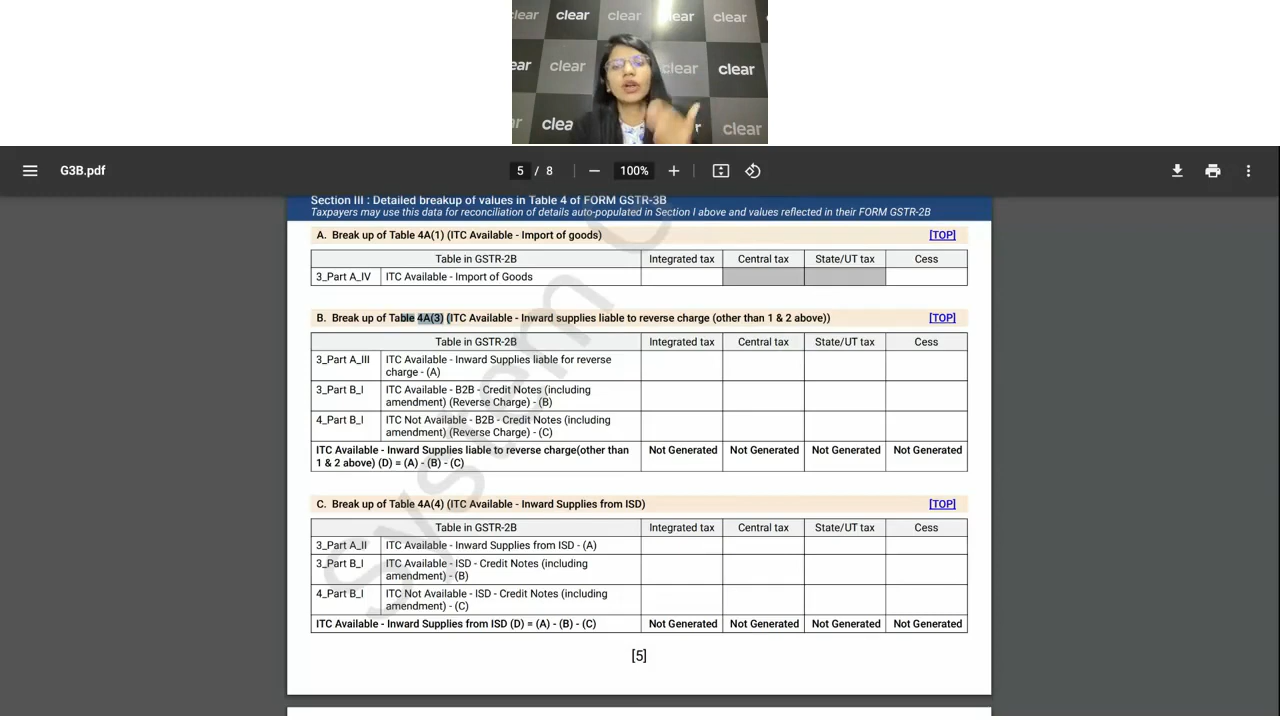 clear clear clear clear
ear clear clear clear
ar clea r clear
G3B.pdf 5 / 8 100%
Section III : Detailed breakup of values in Table 4 of FORM GSTR-3B
Taxpayers may use this data for reconciliation of details auto-populated in Section I above and values reflected in their FORM GSTR-2B
A. Break up of Table 4A(1) (ITC Available - Import of goods) [TOP]
Table in GSTR-2B Integrated tax Central tax State/UT tax Cess
3_Part A_IV ITC Available - Import of Goods
B. Break up of Table 4A(3) (ITC Available - Inward supplies liable to reverse charge (other than 1 & 2 above)) [TOP]
Table in GSTR-2B Integrated tax Central tax State/UT tax Cess
3_Part A_III ITC Available - Inward Supplies liable for reverse
charge - (A)
3_Part B_I ITC Available - B2B - Credit Notes (including
amendment) (Reverse Charge) - (B)
4_Part B_I ITC Not Available - B2B - Credit Notes (including
amendment) (Reverse Charge) - (C)
ITC Available - Inward Supplies liable to reverse charge(other than Not Generated Not Generated Not Generated Not Generated
1 & 2 above) (D) = (A) - (B) - (C)
C. Break up of Table 4A(4) (ITC Available - Inward Supplies from ISD) [TOP]
Table in GSTR-2B Integrated tax Central tax State/UT tax Cess
3_Part A_II ITC Available - Inward Supplies from ISD - (A)
3_Part B_I ITC Available - ISD - Credit Notes (including
amendment) - (B)
4_Part B_I ITC Not Available - ISD - Credit Notes (including
amendment) - (C)
ITC Available - Inward Supplies from ISD (D) = (A) - (B) - (C) Not Generated Not Generated Not Generated Not Generated
[5]
System G